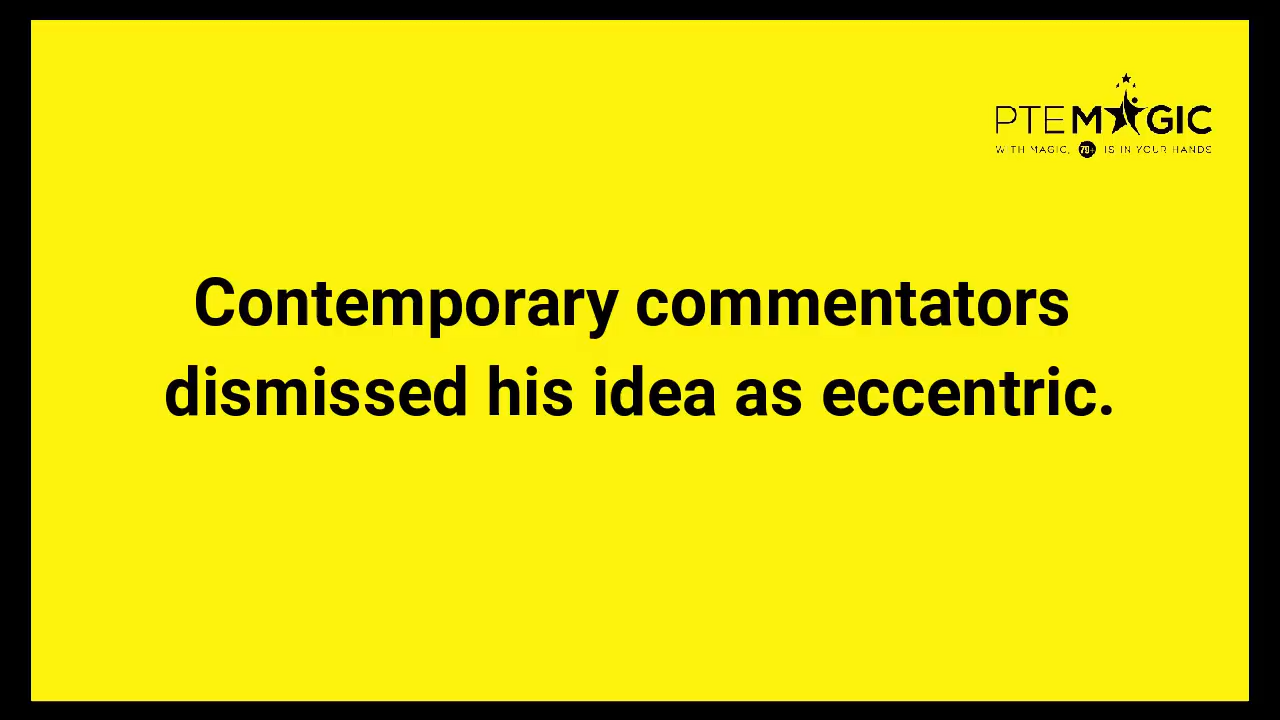 PTEMAGIC
WITH MAGIC, 79+ IS IN YOUR HANDS
Contemporary commentators
dismissed his idea as eccentric.